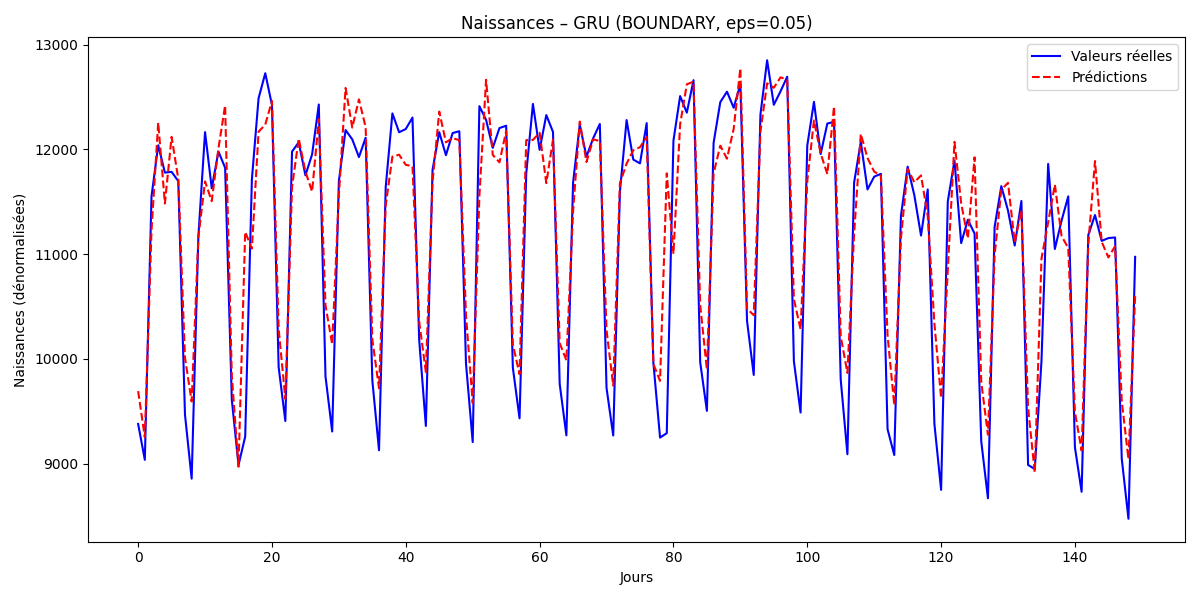 Naissances – GRU (BOUNDARY, eps=0.05)
Valeurs réelles
Prédictions
Naissances (dénormalisées)
13000
12000
11000
10000
9000
0 20 40 60 80 100 120 140
Jours